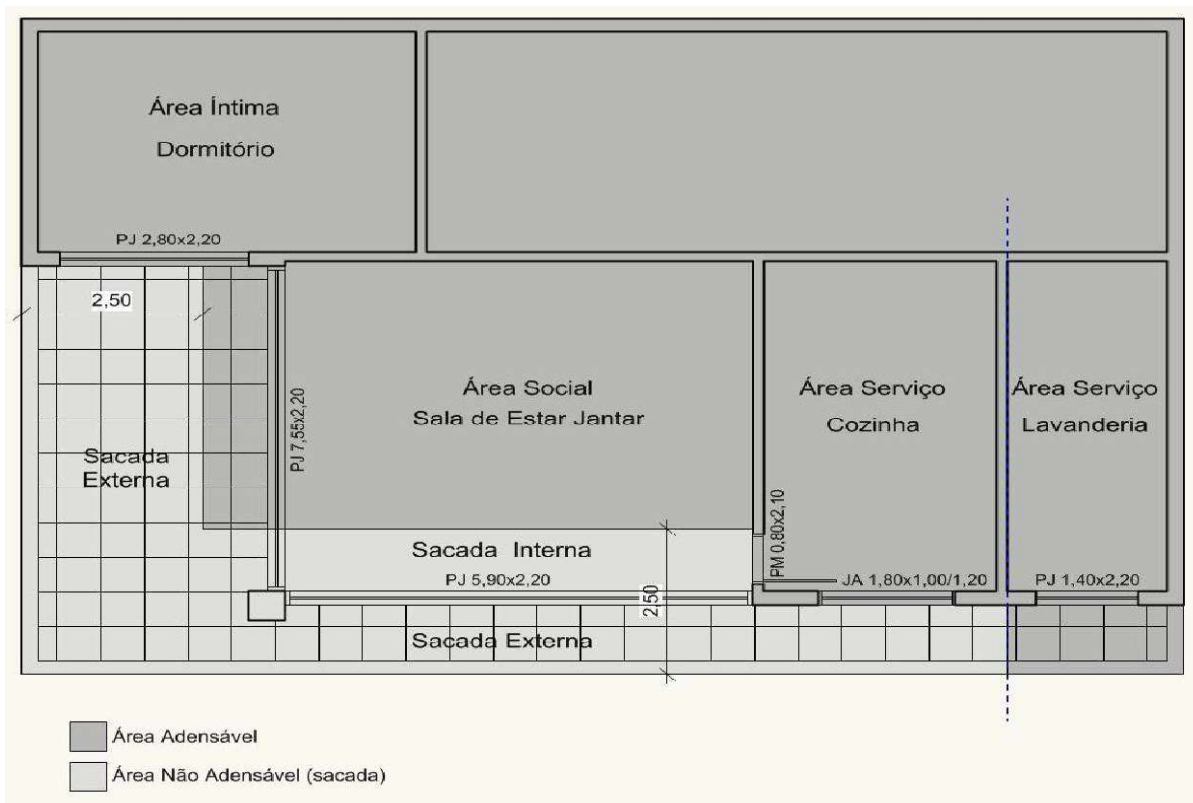 Área Íntima
Dormitório
PJ 2,80x2,20
2,50
PJ 7,55x2,20
Área Social
Sala de Estar Jantar
Área Serviço
Cozinha
Área Serviço
Lavanderia
Sacada
Externa
PM 0,80x2,10
Sacada Interna
PJ 5,90x2,20
JA 1,80x1,00/1,20
PJ 1,40x2,20
2,50
Sacada Externa
Área Adensável
Área Não Adensável (sacada)